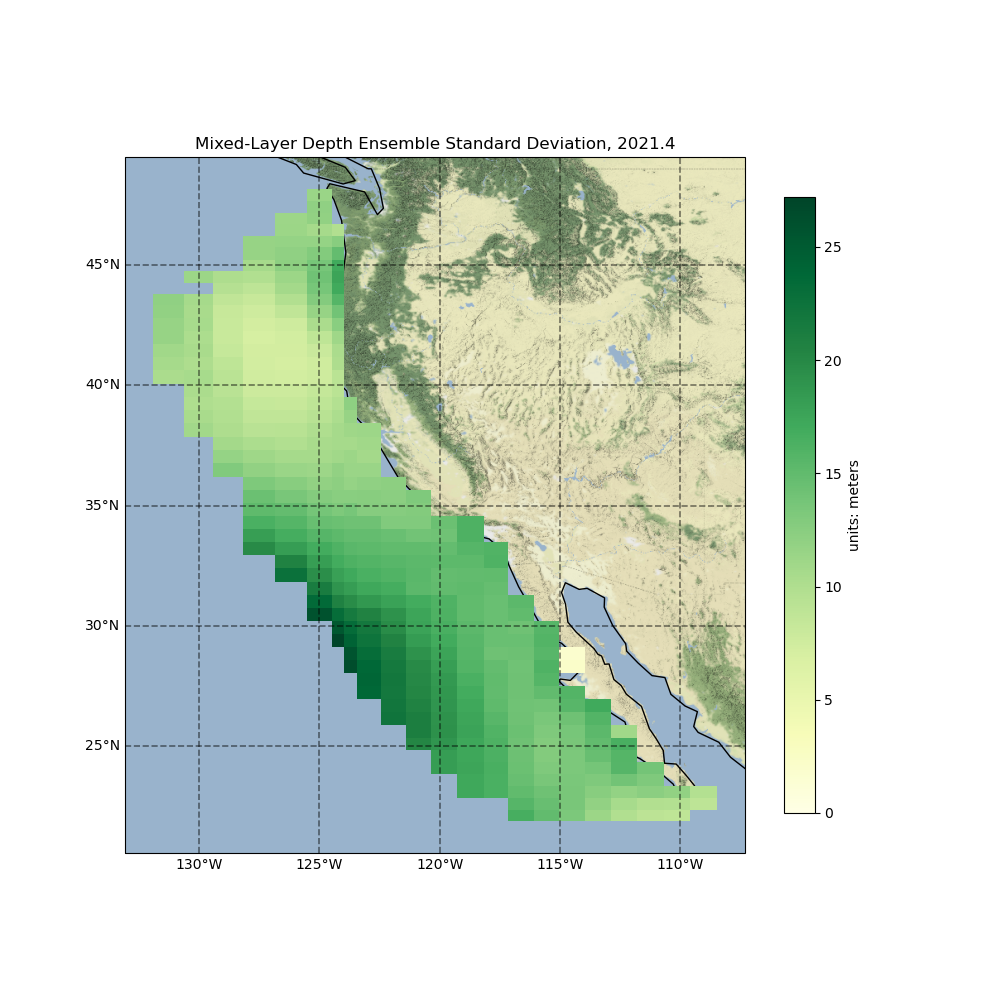 Mixed-Layer Depth Ensemble Standard Deviation, 2021.4
45°N
40°N
35°N
30°N
25°N
130°W
125°W
120°W
115°W
110°W
25
20
15
10
5
0
units: meters